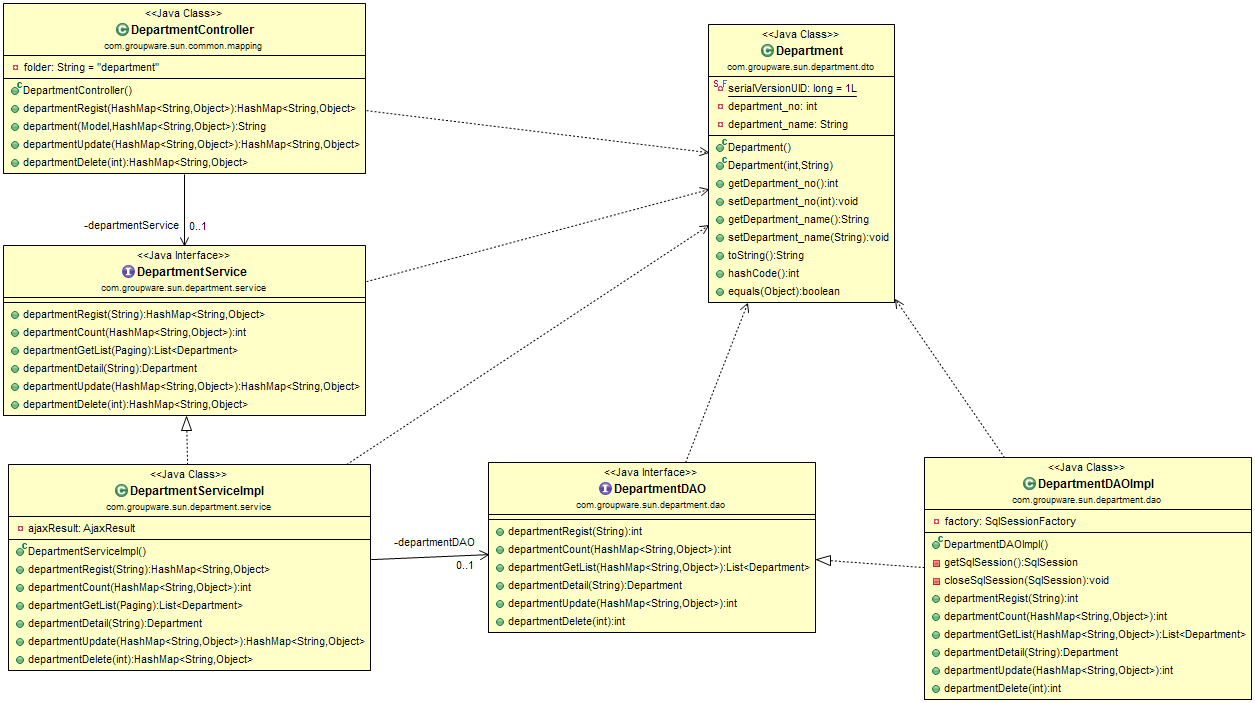 <<Java Class>>
DepartmentController
com.groupware.sun.common.mapping
folder: String = "department"
DepartmentController()
departmentRegist(HashMap<String,Object>):HashMap<String,Object>
department(Model,HashMap<String,Object>):String
departmentUpdate(HashMap<String,Object>):HashMap<String,Object>
departmentDelete(int):HashMap<String,Object>
-departmentService
0..1
<<Java Interface>>
DepartmentService
com.groupware.sun.department.service
departmentRegist(String):HashMap<String,Object>
departmentCount(HashMap<String,Object>):int
departmentGetList(Paging):List<Department>
departmentDetail(String):Department
departmentUpdate(HashMap<String,Object>):HashMap<String,Object>
departmentDelete(int):HashMap<String,Object>
<<Java Class>>
DepartmentServiceImpl
com.groupware.sun.department.service
ajaxResult: AjaxResult
DepartmentServiceImpl()
departmentRegist(String):HashMap<String,Object>
departmentCount(HashMap<String,Object>):int
departmentGetList(Paging):List<Department>
departmentDetail(String):Department
departmentUpdate(HashMap<String,Object>):HashMap<String,Object>
departmentDelete(int):HashMap<String,Object>
-departmentDAO
0..1
<<Java Class>>
Department
com.groupware.sun.department.dto
serialVersionUID: long = 1L
department_no: int
department_name: String
Department()
Department(int,String)
getDepartment_no():int
setDepartment_no(int):void
getDepartment_name():String
setDepartment_name(String):void
toString():String
hashCode():int
equals(Object):boolean
<<Java Interface>>
DepartmentDAO
com.groupware.sun.department.dao
departmentRegist(String):int
departmentCount(HashMap<String,Object>):int
departmentGetList(HashMap<String,Object>):List<Department>
departmentDetail(String):Department
departmentUpdate(HashMap<String,Object>):int
departmentDelete(int):int
<<Java Class>>
DepartmentDAOImpl
com.groupware.sun.department.dao
factory: SqlSessionFactory
DepartmentDAOImpl()
getSqlSession():SqlSession
closeSqlSession(SqlSession):void
departmentRegist(String):int
departmentCount(HashMap<String,Object>):int
departmentGetList(HashMap<String,Object>):List<Department>
departmentDetail(String):Department
departmentUpdate(HashMap<String,Object>):int
departmentDelete(int):int